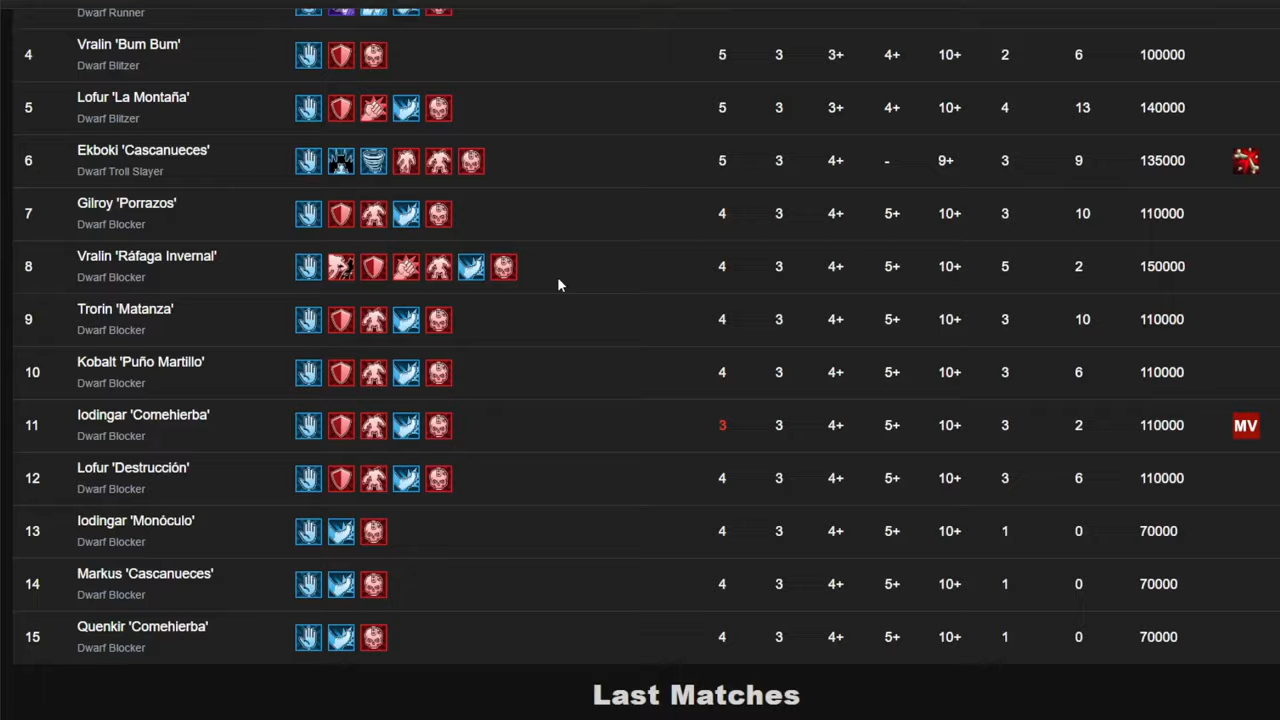 Dwarf Runner
4 Vralin 'Bum Bum' 5 3 3+ 4+ 10+ 2 6 100000
Dwarf Blitzer
5 Lofur 'La Montaña' 5 3 3+ 4+ 10+ 4 13 140000
Dwarf Blitzer
6 Ekboki 'Cascanueces' 5 3 4+ - 9+ 3 9 135000
Dwarf Troll Slayer
7 Gilroy 'Porrazos' 4 3 4+ 5+ 10+ 3 10 110000
Dwarf Blocker
8 Vralin 'Ráfaga Invernal' 4 3 4+ 5+ 10+ 5 2 150000
Dwarf Blocker
9 Trorin 'Matanza' 4 3 4+ 5+ 10+ 3 10 110000
Dwarf Blocker
10 Kobalt 'Puño Martillo' 4 3 4+ 5+ 10+ 3 6 110000
Dwarf Blocker
11 Iodingar 'Comehierba' 3 3 4+ 5+ 10+ 3 2 110000 MV
Dwarf Blocker
12 Lofur 'Destrucción' 4 3 4+ 5+ 10+ 3 6 110000
Dwarf Blocker
13 Iodingar 'Monóculo' 4 3 4+ 5+ 10+ 1 0 70000
Dwarf Blocker
14 Markus 'Cascanueces' 4 3 4+ 5+ 10+ 1 0 70000
Dwarf Blocker
15 Quenkir 'Comehierba' 4 3 4+ 5+ 10+ 1 0 70000
Dwarf Blocker
Last Matches